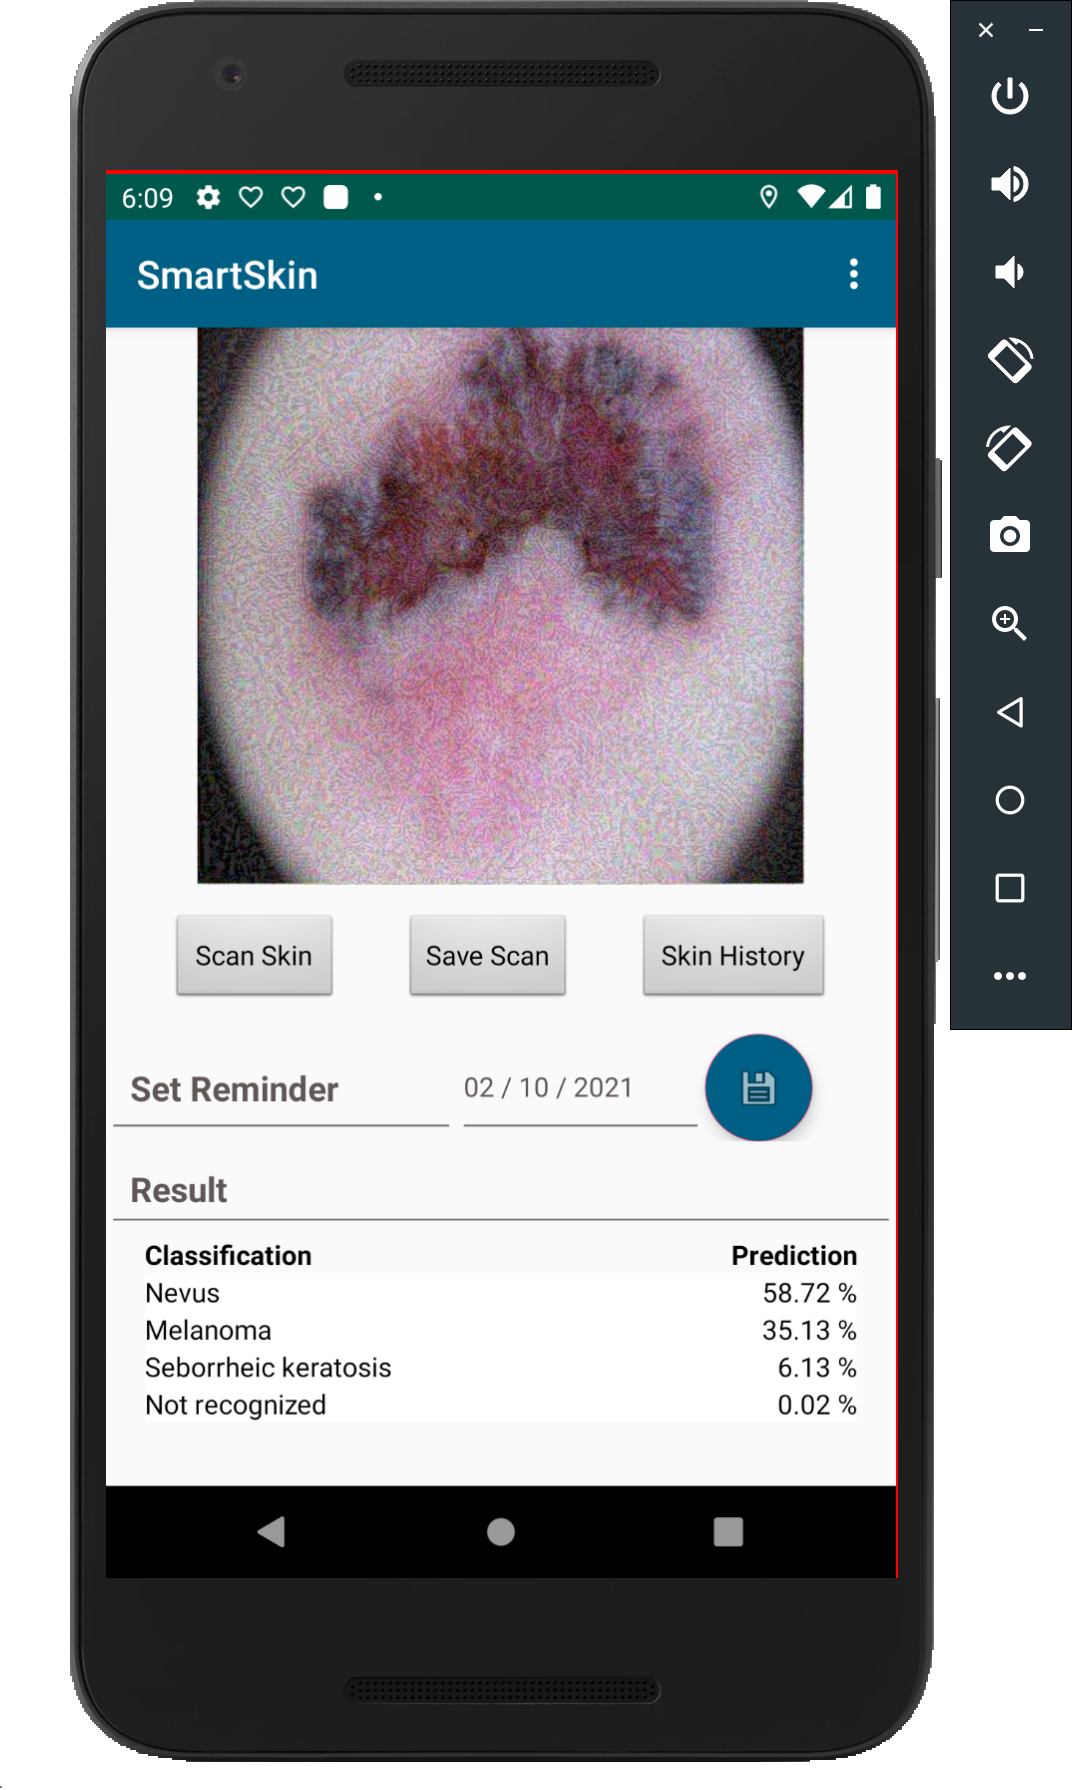 6:09
SmartSkin
Scan Skin
Save Scan
Skin History
Set Reminder
02 / 10 / 2021
Result
Classification Prediction
Nevus 58.72 %
Melanoma 35.13 %
Seborrheic keratosis 6.13 %
Not recognized 0.02 %